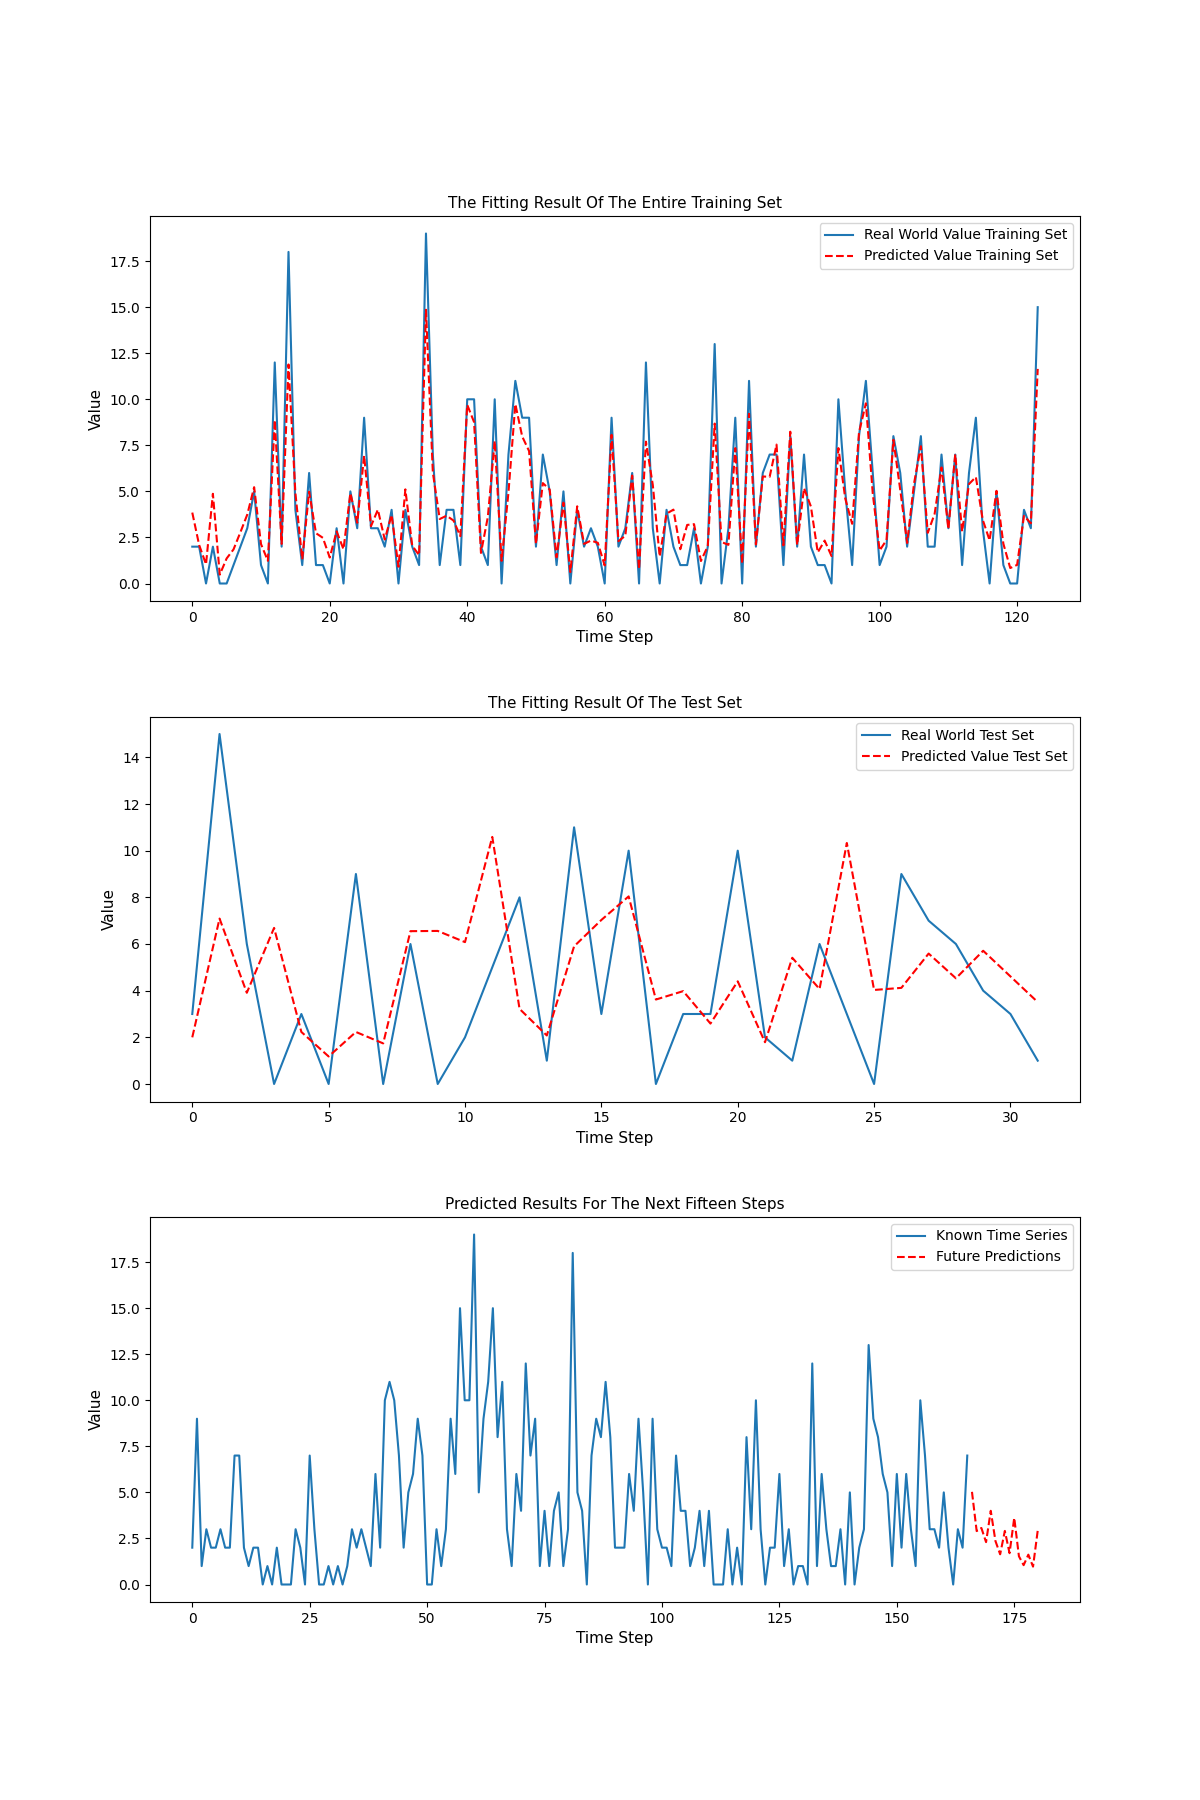 The Fitting Result Of The Entire Training Set
Real World Value Training Set
Predicted Value Training Set
Value
17.5
15.0
12.5
10.0
7.5
5.0
2.5
0.0
0 20 40 60 80 100 120
Time Step
The Fitting Result Of The Test Set
Real World Test Set
Predicted Value Test Set
Value
14
12
10
8
6
4
2
0
0 5 10 15 20 25 30
Time Step
Predicted Results For The Next Fifteen Steps
Known Time Series
Future Predictions
Value
17.5
15.0
12.5
10.0
7.5
5.0
2.5
0.0
0 25 50 75 100 125 150 175
Time Step